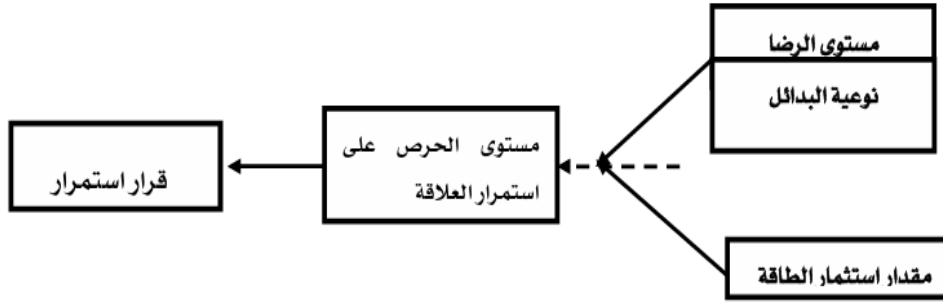 مستوى الرضا
نوعية البدائل
مستوى الحرص على
استمرار العلاقة
قرار استمرار
مقدار استثمار الطاقة